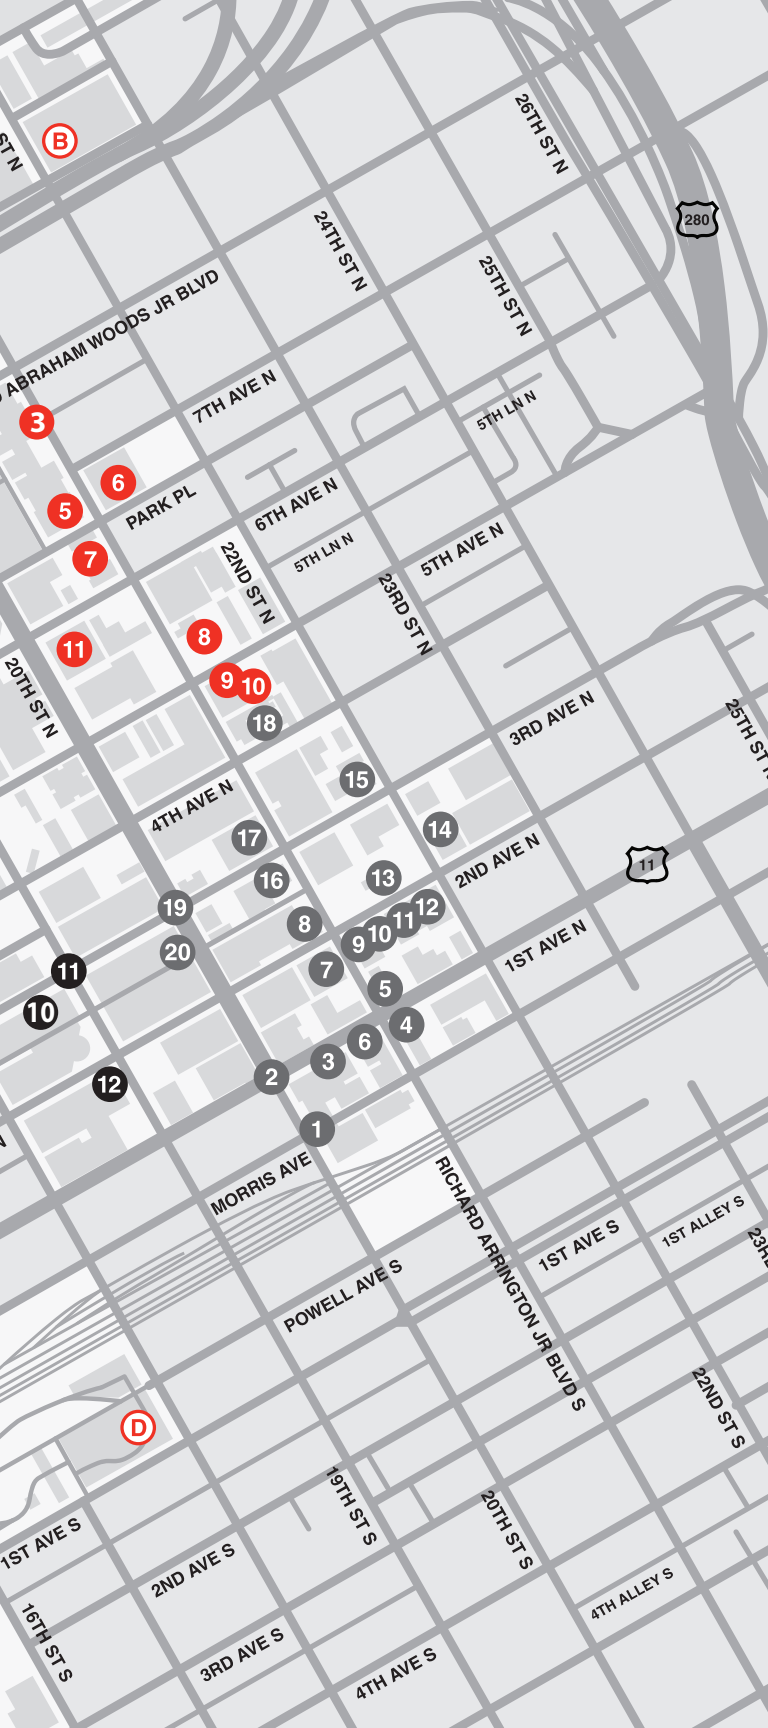 26TH ST N
B
ST N
280
24TH ST N
25TH ST N
ABRAHAM WOODS JR BLVD
7TH AVE N
5TH LN N
3
6
6TH AVE N
PARK PL
5
5TH LN N
5TH AVE N
7
22ND ST N
23RD ST N
8
11
20TH ST N
9
10
18
3RD AVE N
25TH ST N
15
4TH AVE N
14
17
2ND AVE N
11
16
13
19
12
11
8
10
9
1ST AVE N
20
7
11
5
10
4
6
3
2
12
1
MORRIS AVE
RICHARD ARRINGTON JR BLVD S
1ST ALLEY S
1ST AVE S
POWELL AVE S
22ND ST S
D
19TH ST S
20TH ST S
1ST AVE S
2ND AVE S
4TH ALLEY S
16TH ST S
3RD AVE S
4TH AVE S